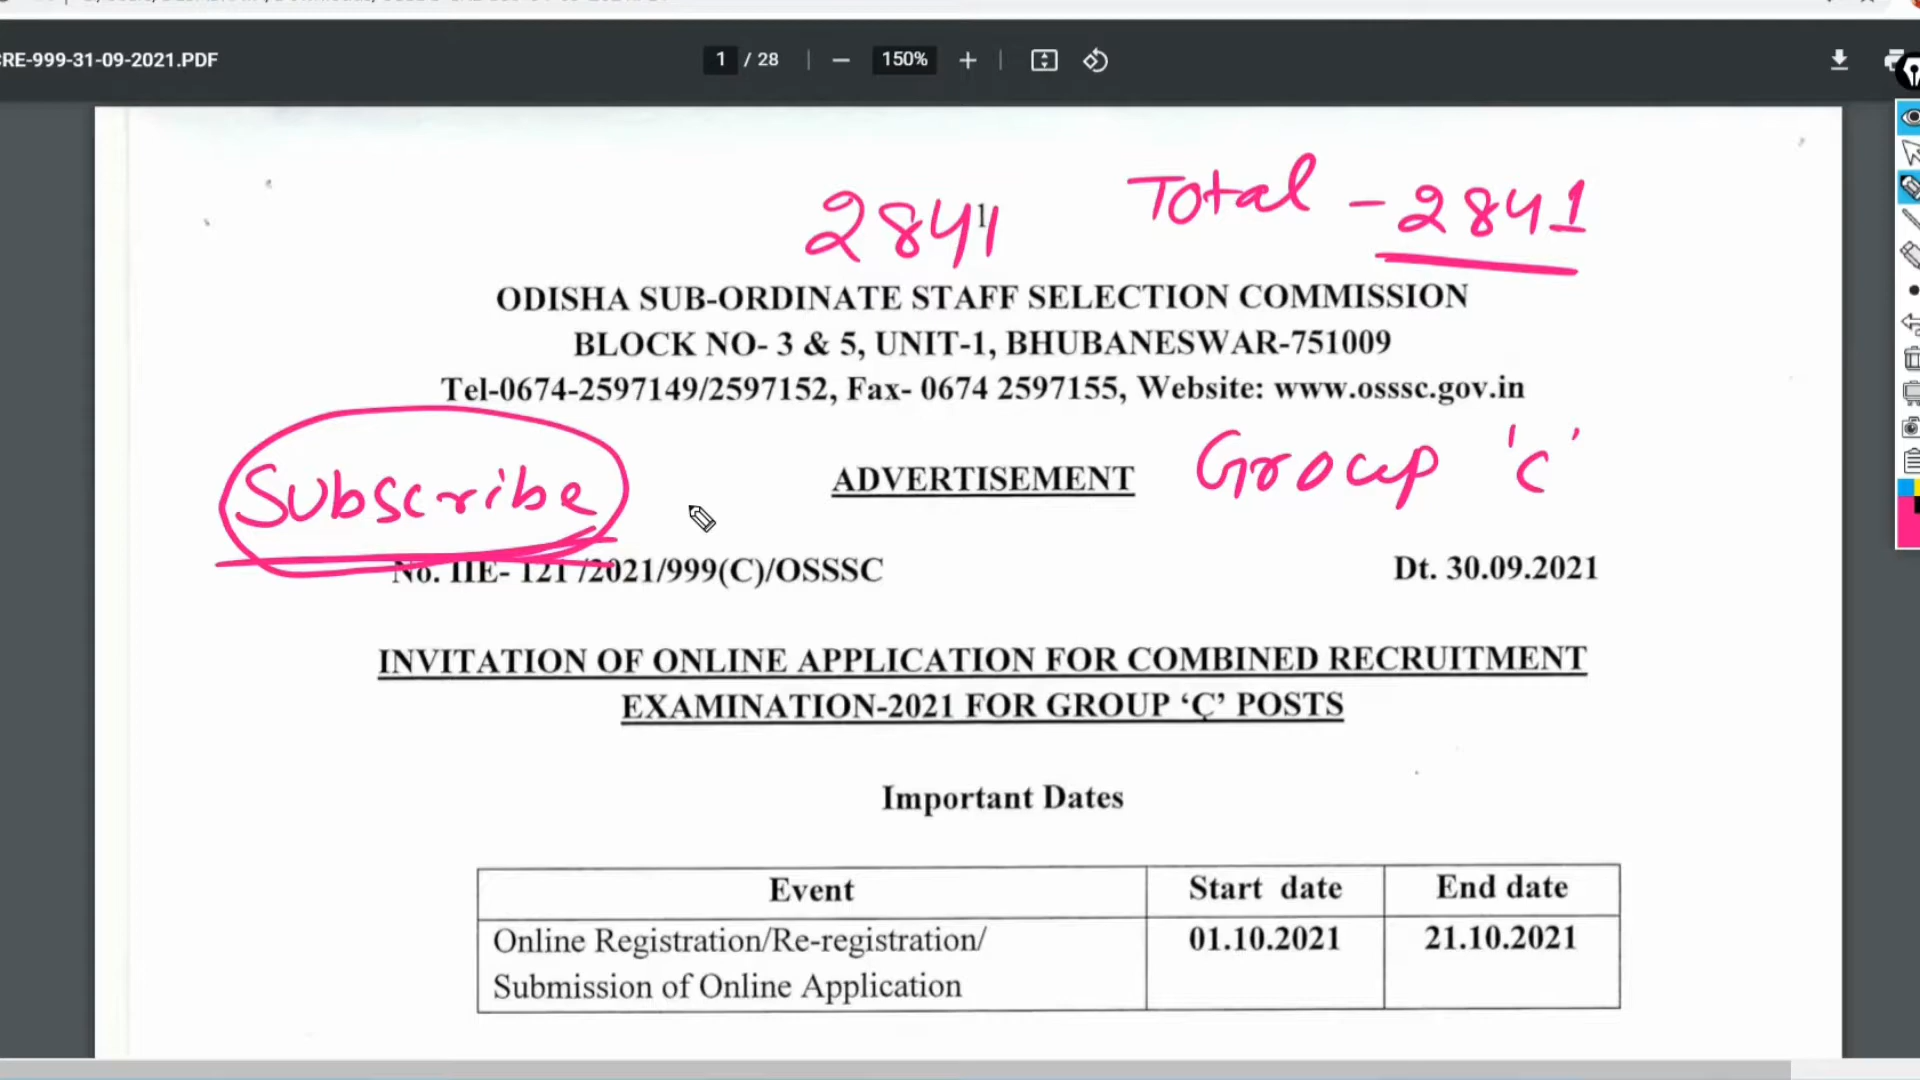 RE-999-31-09-2021.PDF
1 / 28
150%
2841 Total - 2841
1
ODISHA SUB-ORDINATE STAFF SELECTION COMMISSION
BLOCK NO- 3 & 5, UNIT-1, BHUBANESWAR-751009
Tel-0674-2597149/2597152, Fax- 0674 2597155, Website: www.osssc.gov.in
Subscribe
ADVERTISEMENT Group 'c'
No. IIE- 121 /2021/999(C)/OSSSC Dt. 30.09.2021
INVITATION OF ONLINE APPLICATION FOR COMBINED RECRUITMENT
EXAMINATION-2021 FOR GROUP ‘C’ POSTS
Important Dates
Event Start date End date
Online Registration/Re-registration/ 01.10.2021 21.10.2021
Submission of Online Application